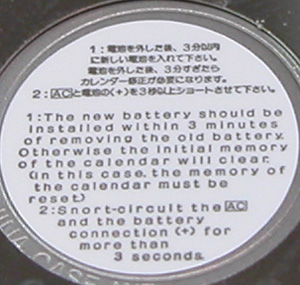 1：電池を外した後、3分以内
に新しい電池を入れて下さい。
電池を外した後、3分すぎたら
カレンダー修正が必要になります。
2：ACと電池の(+)を3秒以上ショートさせて下さい。
1:The new battery should be
installed within 3 minutes
of removing the old battery.
Otherwise the initial memory
of the calendar will clear.
(in this case, the memory of
the calendar must be
reset.)
2:Snort-circuit the AC
and the battery
connection (+) for
more than
3 seconds.